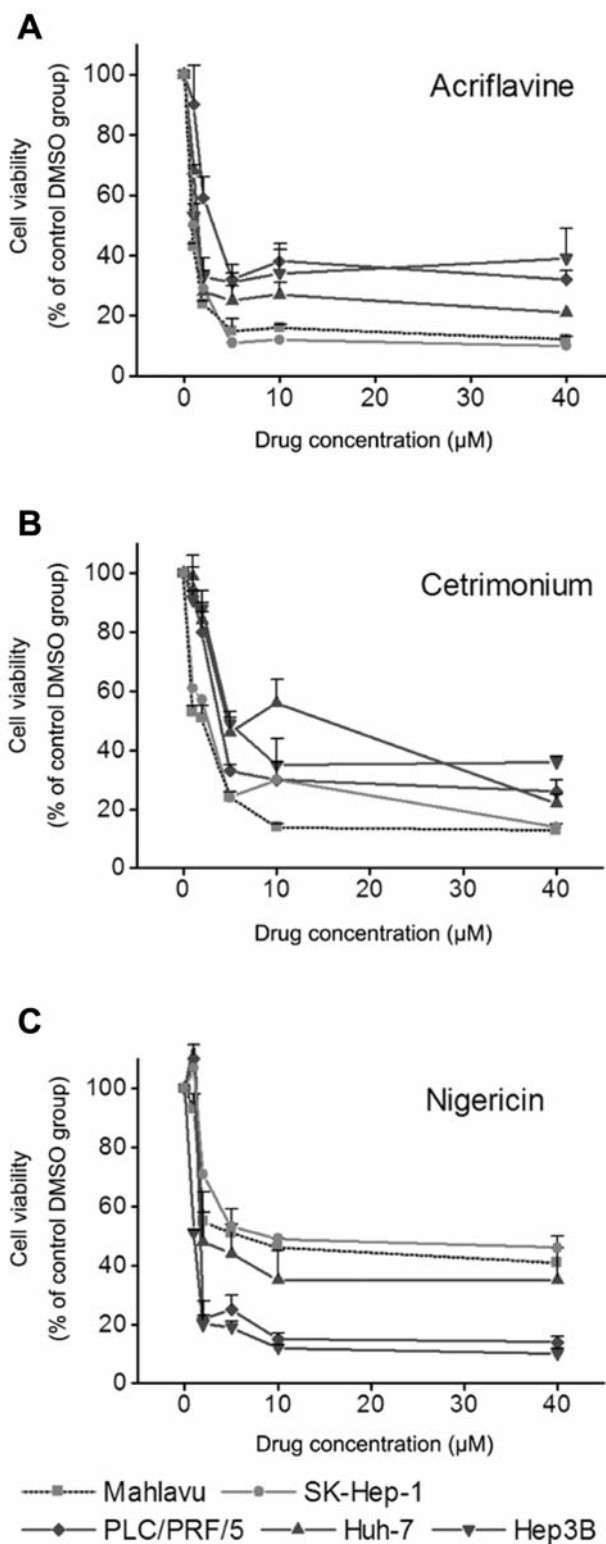 A
Acriflavine
Cell viability
(% of control DMSO group)
100
80
60
40
20
0
0 10 20 30 40
Drug concentration (µM)
B
Cetrimonium
Cell viability
(% of control DMSO group)
100
80
60
40
20
0
0 10 20 30 40
Drug concentration (µM)
C
Nigericin
Cell viability
(% of control DMSO group)
100
80
60
40
20
0
0 10 20 30 40
Drug concentration (µM)
Mahlavu SK-Hep-1
PLC/PRF/5 Huh-7 Hep3B